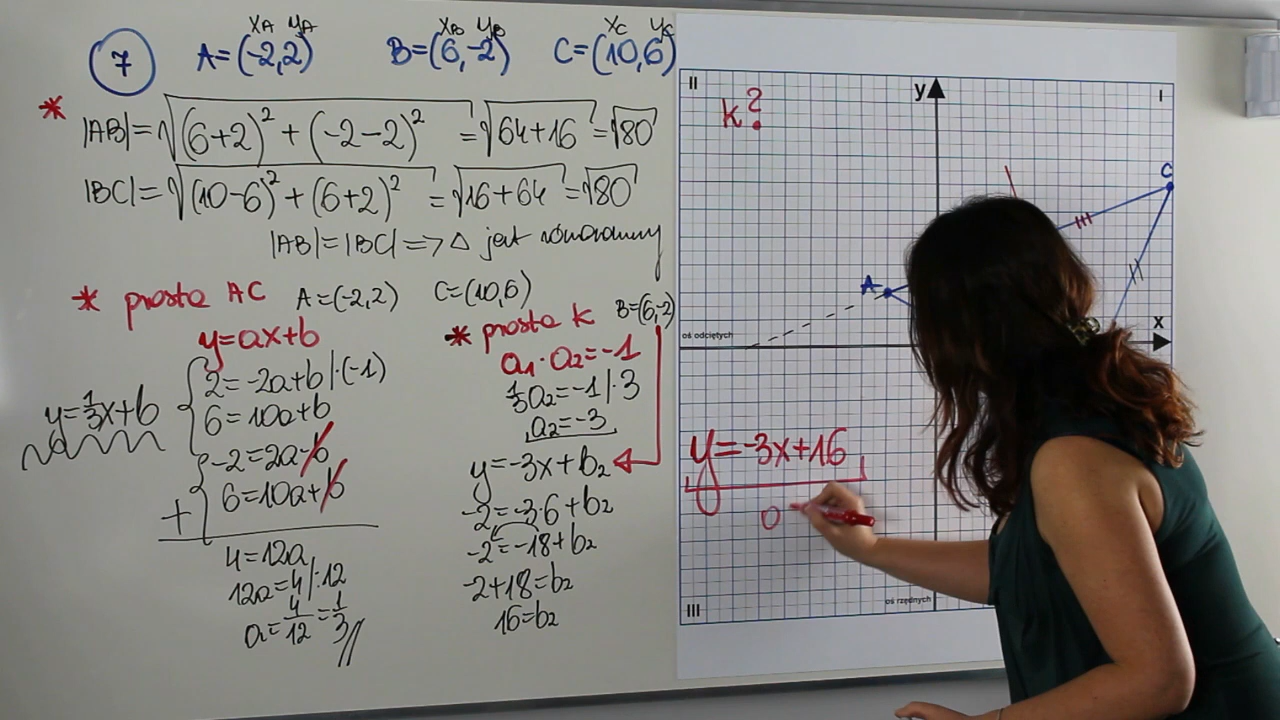 7
xA yA
A=(-2,2)
xB yB
B=(6,-2)
xC yC
C=(10,6)
* |AB|=√(6+2)²+(-2-2)² =√64+16=√80
|BC|=√(10-6)²+(6+2)² =√16+64=√80
|AB|=|BC|=> △ jest równoramienny
* prosta AC A=(-2,2) C=(10,6)
y=ax+b
2=-2a+b|·(-1)
6=10a+b
y=1/3x+b
-2=2a-b
+ 6=10a+b
4=12a
12a=4|:12
a=4/12=1/3
* prosta k B=(6,-2)
a1·a2=-1
1/3a2=-1|·3
a2=-3
y=-3x+b2
-2=-3·6+b2
-2=-18+b2
-2+18=b2
16=b2
II
k?
y
I
C
A
oś odciętych
x
y=-3x+16
0
III
oś rzędnych